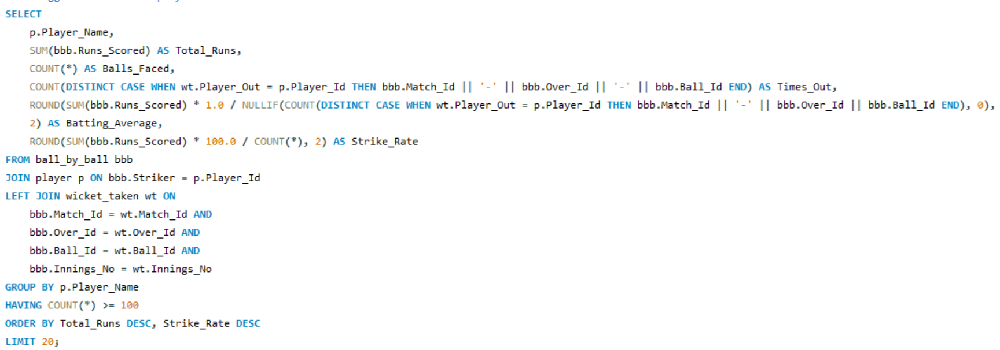 SELECT
    p.Player_Name,
    SUM(bbb.Runs_Scored) AS Total_Runs,
    COUNT(*) AS Balls_Faced,
    COUNT(DISTINCT CASE WHEN wt.Player_Out = p.Player_Id THEN bbb.Match_Id || '-' || bbb.Over_Id || '-' || bbb.Ball_Id END) AS Times_Out,
    ROUND(SUM(bbb.Runs_Scored) * 1.0 / NULLIF(COUNT(DISTINCT CASE WHEN wt.Player_Out = p.Player_Id THEN bbb.Match_Id || '-' || bbb.Over_Id || bbb.Ball_Id END), 0),
    2) AS Batting_Average,
    ROUND(SUM(bbb.Runs_Scored) * 100.0 / COUNT(*), 2) AS Strike_Rate
FROM ball_by_ball bbb
JOIN player p ON bbb.Striker = p.Player_Id
LEFT JOIN wicket_taken wt ON
    bbb.Match_Id = wt.Match_Id AND
    bbb.Over_Id = wt.Over_Id AND
    bbb.Ball_Id = wt.Ball_Id AND
    bbb.Innings_No = wt.Innings_No
GROUP BY p.Player_Name
HAVING COUNT(*) >= 100
ORDER BY Total_Runs DESC, Strike_Rate DESC
LIMIT 20;